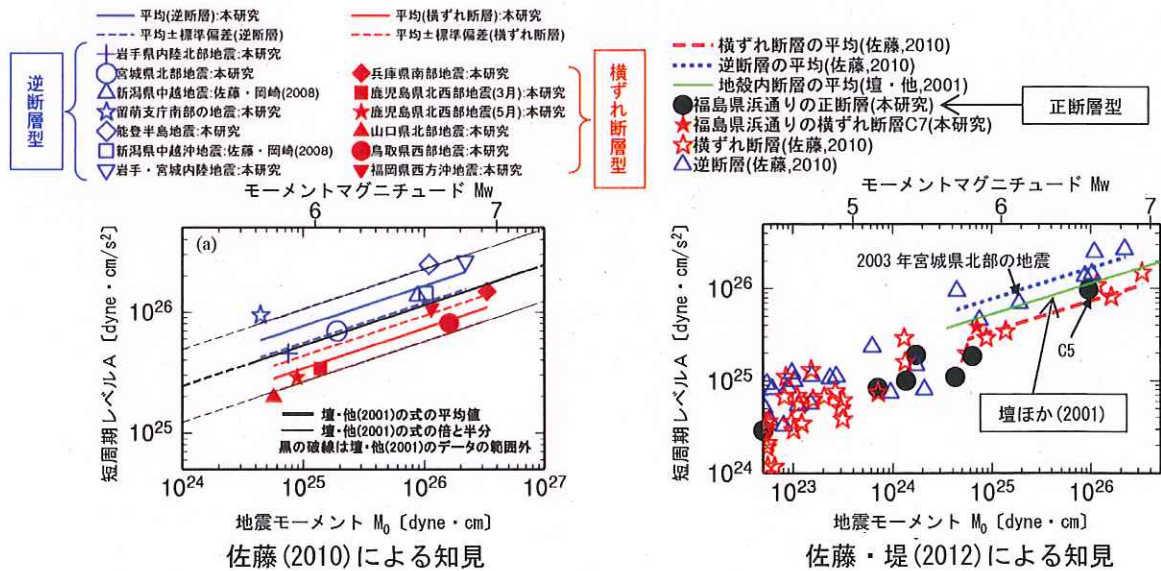 平均(逆断層):本研究
平均±標準偏差(逆断層)
岩手県内陸北部地震:本研究
宮城県北部地震:本研究
新潟県中越地震:佐藤・岡崎(2008)
留萌支庁南部の地震:本研究
能登半島地震:本研究
新潟県中越沖地震:佐藤・岡崎(2008)
岩手・宮城内陸地震:本研究
逆断層型
平均(横ずれ断層):本研究
平均±標準偏差(横ずれ断層)
兵庫県南部地震:本研究
鹿児島県北西部地震(3月):本研究
鹿児島県北西部地震(5月):本研究
山口県北部地震:本研究
鳥取県西部地震:本研究
福岡県西方沖地震:本研究
横ずれ断層型
モーメントマグニチュード Mw
6 7
(a)
短周期レベルA [dyne・cm/s²]
10²⁶
10²⁵
壇・他(2001)の式の平均値
壇・他(2001)の式の倍と半分
黒の破線は壇・他(2001)のデータの範囲外
10²⁴ 10²⁵ 10²⁶ 10²⁷
地震モーメント M₀ [dyne・cm]
佐藤(2010)による知見
横ずれ断層の平均(佐藤,2010)
逆断層の平均(佐藤,2010)
地殻内断層の平均(壇・他,2001)
福島県浜通りの正断層(本研究)
福島県浜通りの横ずれ断層C7(本研究)
横ずれ断層(佐藤,2010)
逆断層(佐藤,2010)
正断層型
モーメントマグニチュード Mw
5 6 7
短周期レベルA [dyne・cm/s²]
10²⁶
10²⁵
10²⁴
2003年宮城県北部の地震
C5
壇ほか(2001)
10²³ 10²⁴ 10²⁵ 10²⁶
地震モーメント M₀ [dyne・cm]
佐藤・堤(2012)による知見